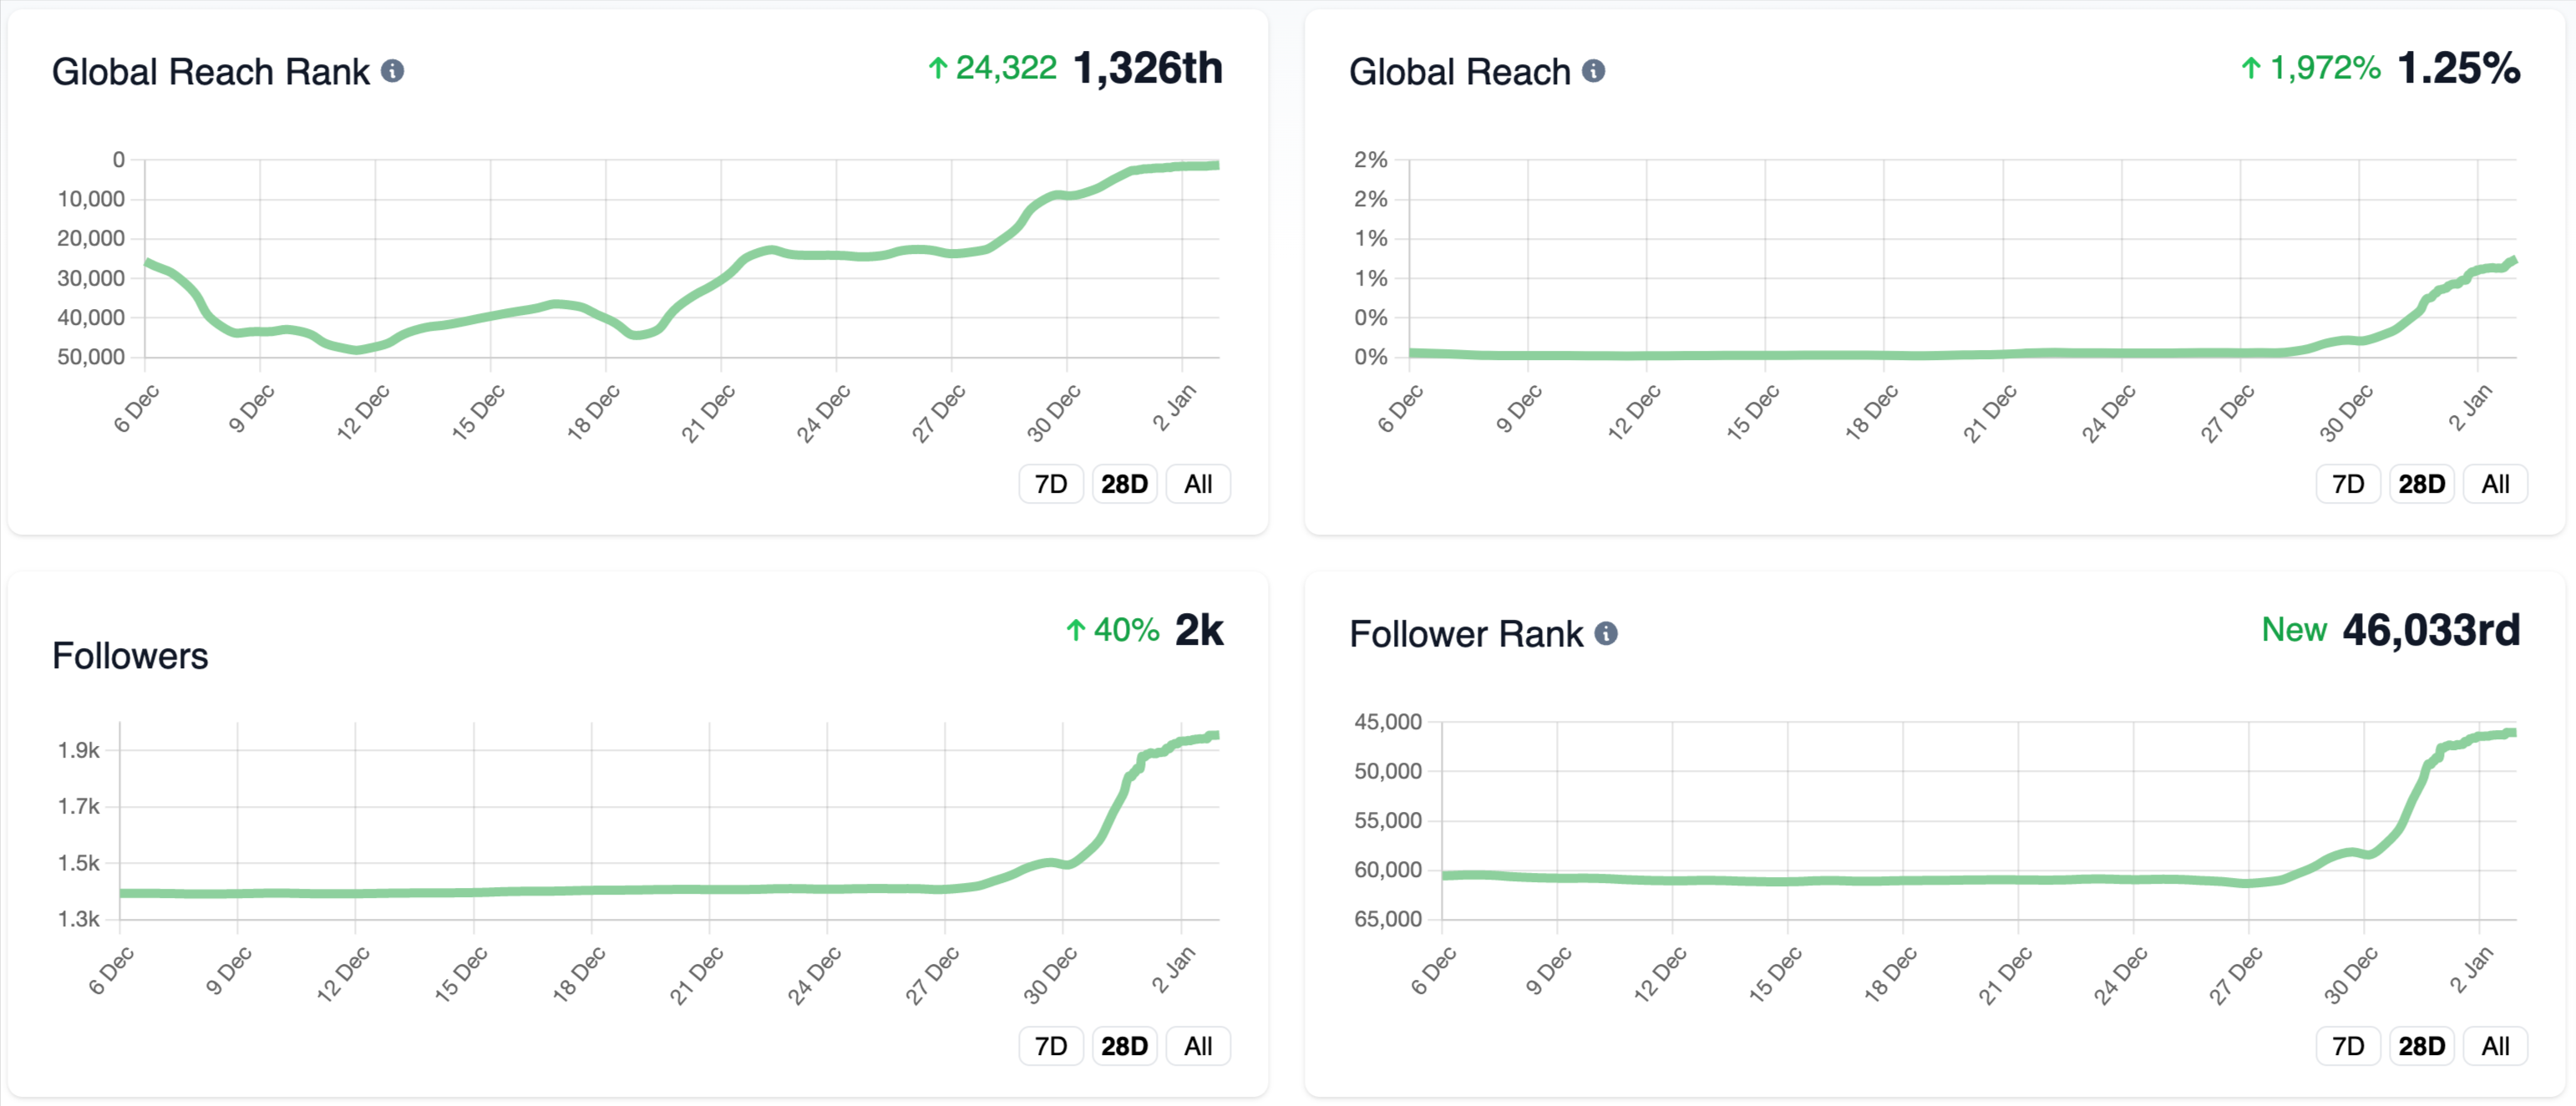 Global Reach Rank
↑ 24,322 1,326th
0
10,000
20,000
30,000
40,000
50,000
6 Dec
9 Dec
12 Dec
15 Dec
18 Dec
21 Dec
24 Dec
27 Dec
30 Dec
2 Jan
7D 28D All
Global Reach
↑ 1,972% 1.25%
2%
2%
1%
1%
0%
0%
6 Dec
9 Dec
12 Dec
15 Dec
18 Dec
21 Dec
24 Dec
27 Dec
30 Dec
2 Jan
7D 28D All
Followers
↑ 40% 2k
1.9k
1.7k
1.5k
1.3k
6 Dec
9 Dec
12 Dec
15 Dec
18 Dec
21 Dec
24 Dec
27 Dec
30 Dec
2 Jan
7D 28D All
Follower Rank
New 46,033rd
45,000
50,000
55,000
60,000
65,000
6 Dec
9 Dec
12 Dec
15 Dec
18 Dec
21 Dec
24 Dec
27 Dec
30 Dec
2 Jan
7D 28D All